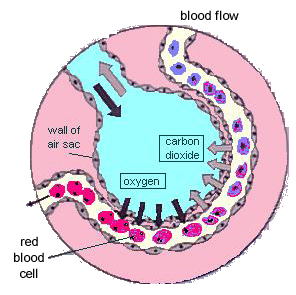 blood flow
wall of
air sac
carbon
dioxide
oxygen
red
blood
cell